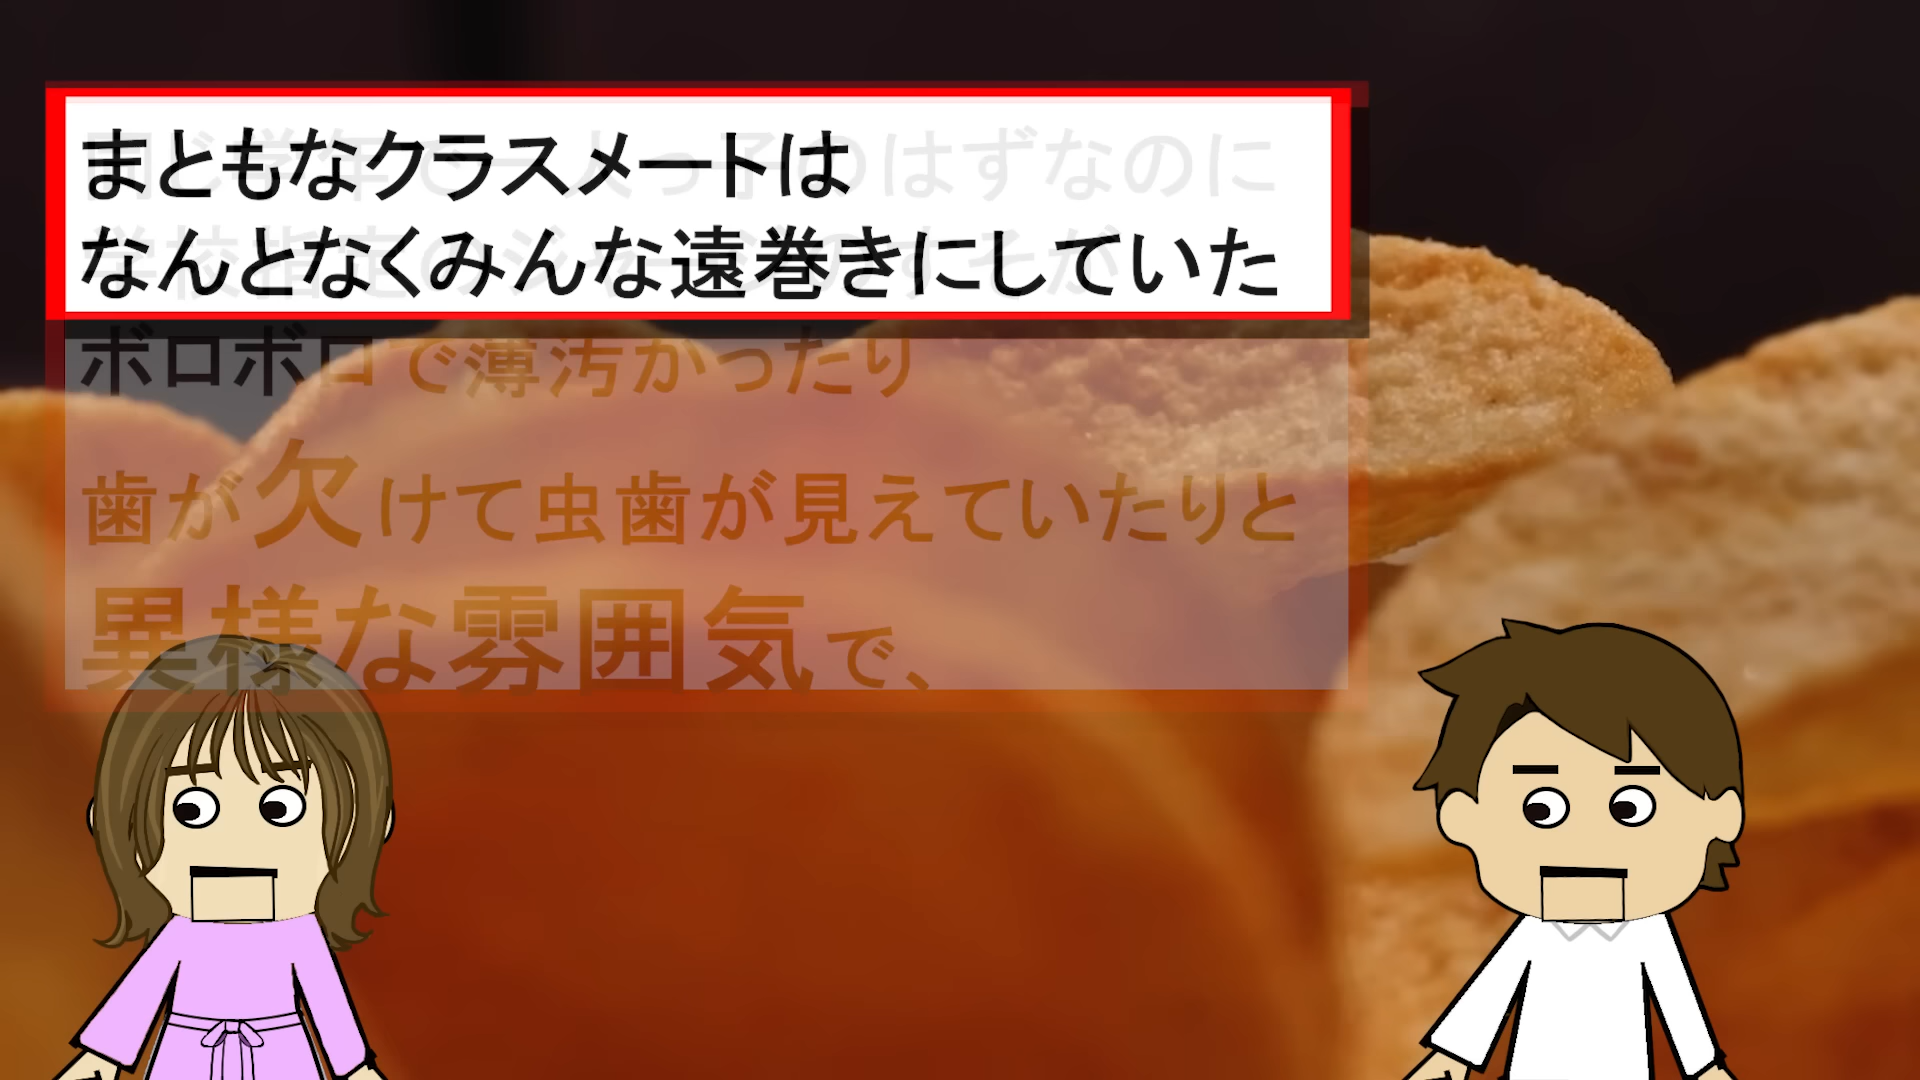 まともなクラスメートは
なんとなくみんな遠巻きにしていた
ボロボロで薄汚かったり
歯が欠けて虫歯が見えていたりと
異様な雰囲気で、